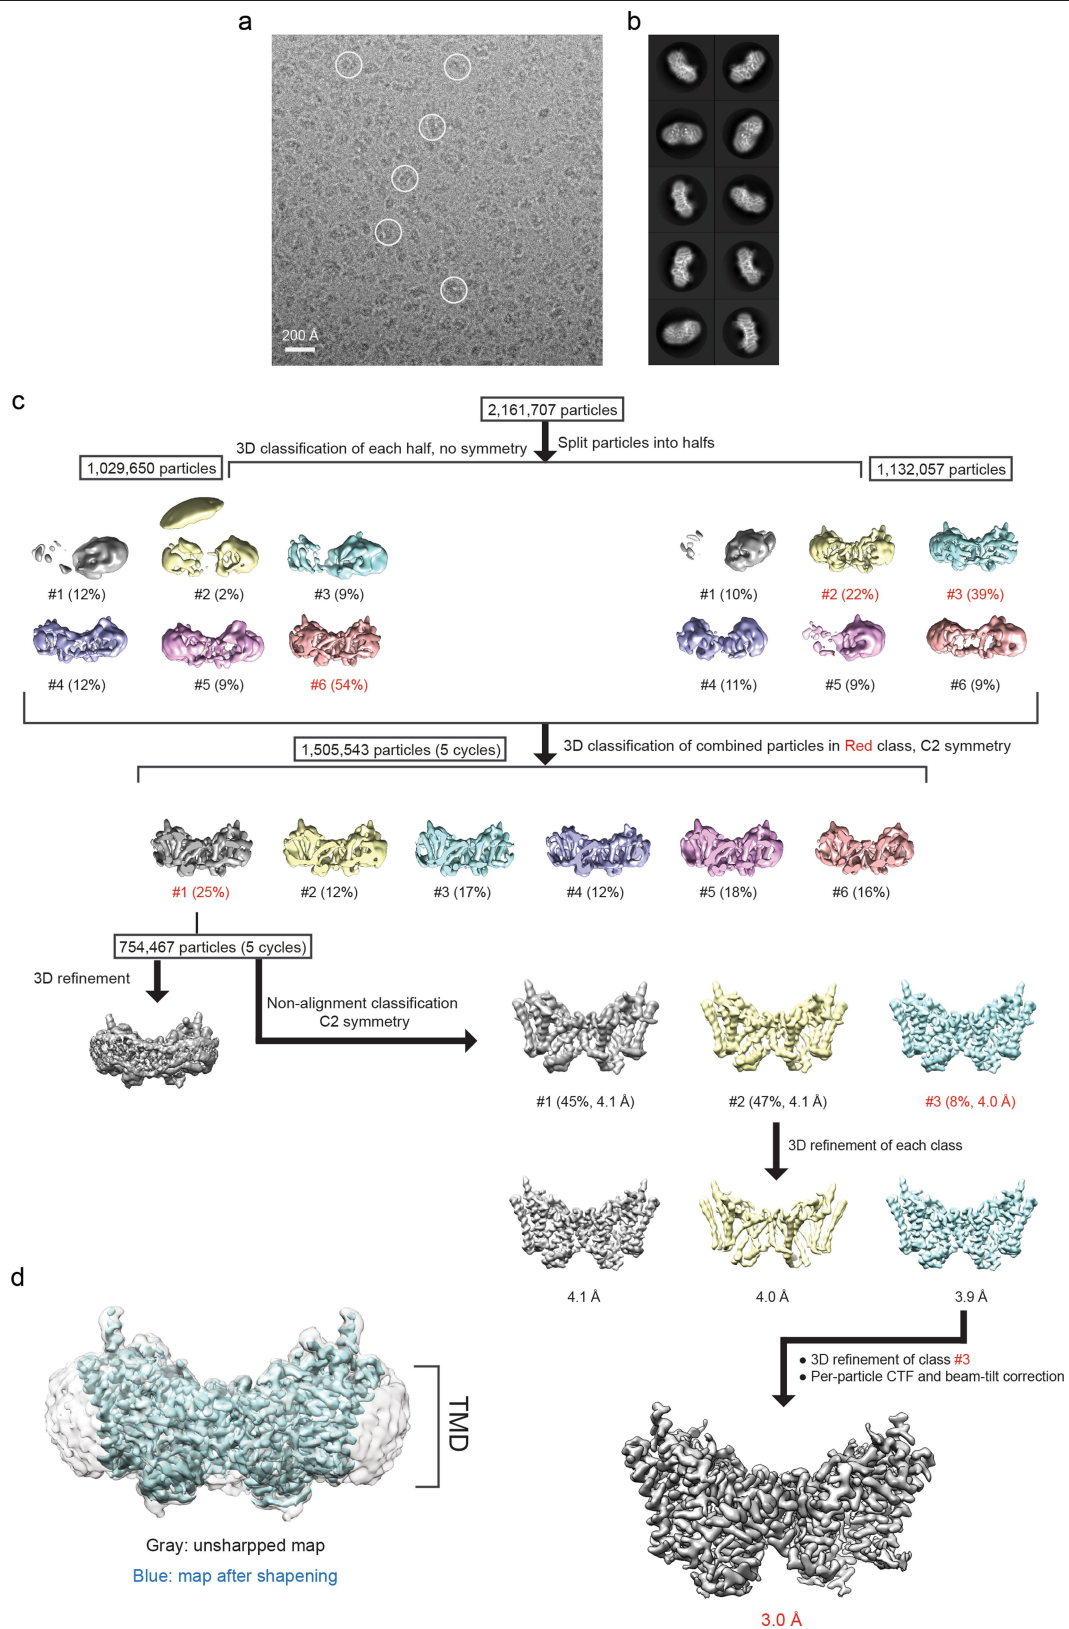 a
b
200 Å
c
2,161,707 particles
3D classification of each half, no symmetry
Split particles into halfs
1,029,650 particles
1,132,057 particles
#1 (12%)
#2 (2%)
#3 (9%)
#1 (10%)
#2 (22%)
#3 (39%)
#4 (12%)
#5 (9%)
#6 (54%)
#4 (11%)
#5 (9%)
#6 (9%)
1,505,543 particles (5 cycles)
3D classification of combined particles in Red class, C2 symmetry
#1 (25%)
#2 (12%)
#3 (17%)
#4 (12%)
#5 (18%)
#6 (16%)
754,467 particles (5 cycles)
3D refinement
Non-alignment classification
C2 symmetry
#1 (45%, 4.1 Å)
#2 (47%, 4.1 Å)
#3 (8%, 4.0 Å)
3D refinement of each class
4.1 Å
4.0 Å
3.9 Å
d
● 3D refinement of class #3
● Per-particle CTF and beam-tilt correction
TMD
Gray: unsharpped map
Blue: map after shapening
3.0 Å